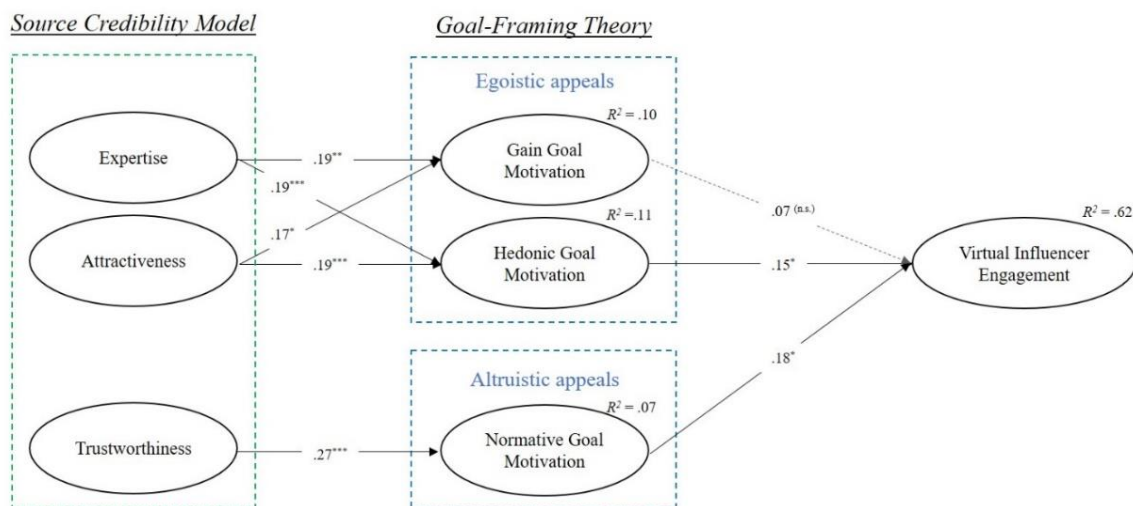 Source Credibility Model
Goal-Framing Theory
Egoistic appeals
R² = .10
Expertise
.19**
Gain Goal
Motivation
.19***
.07 (n.s.)
R² =.11
R² = .62
.17*
Attractiveness
.19***
Hedonic Goal
Motivation
.15*
Virtual Influencer
Engagement
.18*
Altruistic appeals
R² = .07
Trustworthiness
.27***
Normative Goal
Motivation